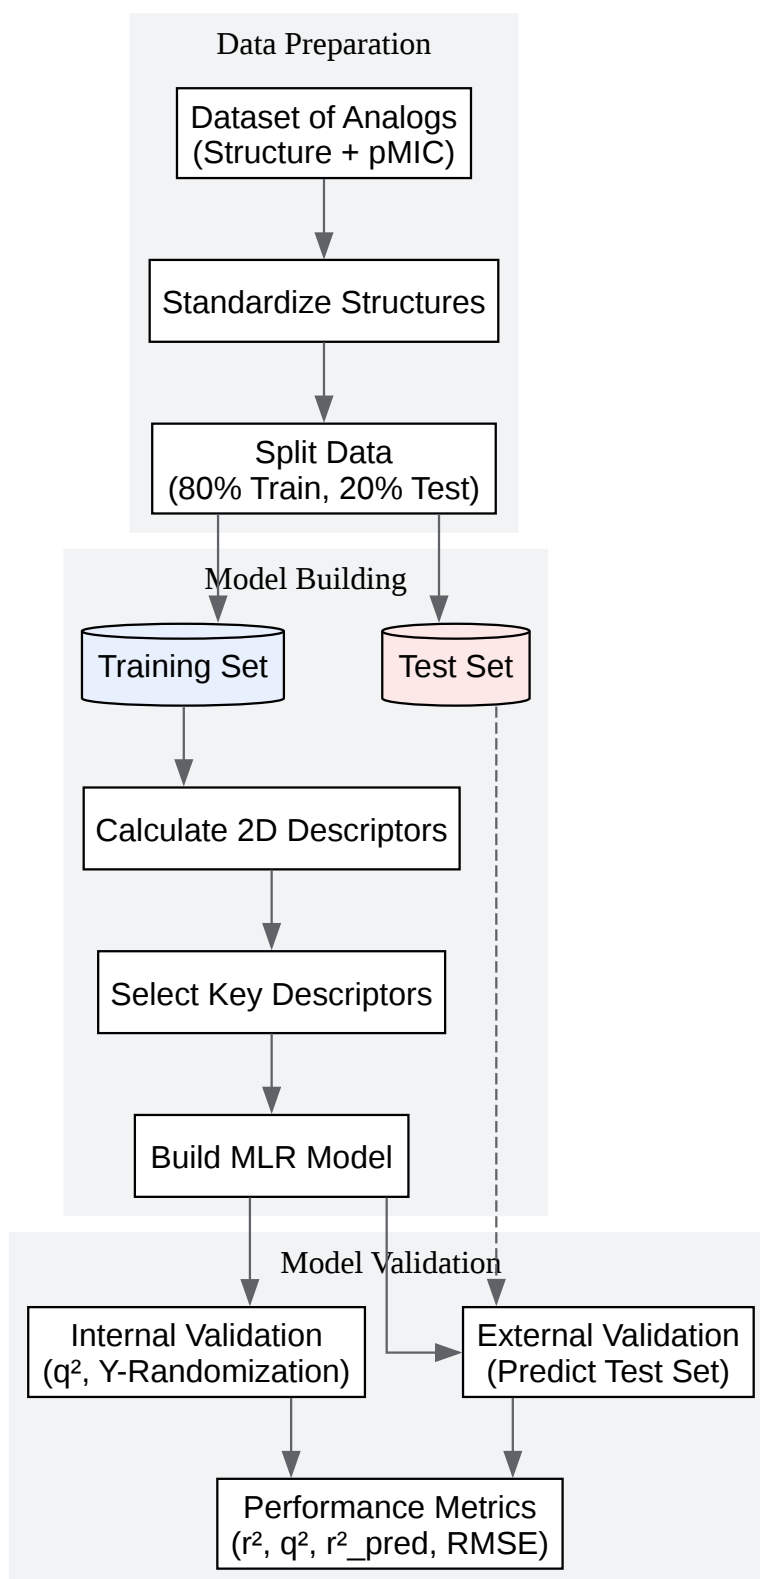 Data Preparation
Dataset of Analogs
(Structure + pMIC)
Standardize Structures
Split Data
(80% Train, 20% Test)
Model Building
Training Set
Test Set
Calculate 2D Descriptors
Select Key Descriptors
Build MLR Model
Model Validation
Internal Validation
(q², Y-Randomization)
External Validation
(Predict Test Set)
Performance Metrics
(r², q², r²_pred, RMSE)